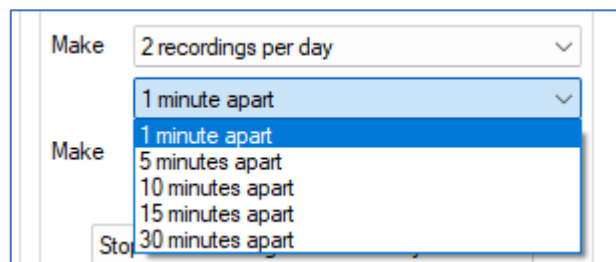 Make 2 recordings per day
1 minute apart
1 minute apart
Make
5 minutes apart
10 minutes apart
15 minutes apart
30 minutes apart